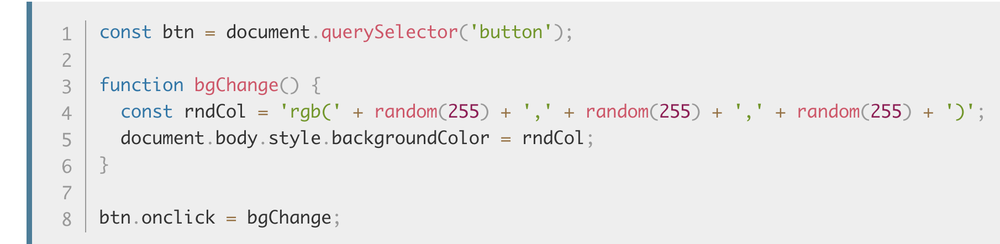 1 const btn = document.querySelector('button');
2
3 function bgChange() {
4   const rndCol = 'rgb(' + random(255) + ',' + random(255) + ',' + random(255) + ')';
5   document.body.style.backgroundColor = rndCol;
6 }
7
8 btn.onclick = bgChange;